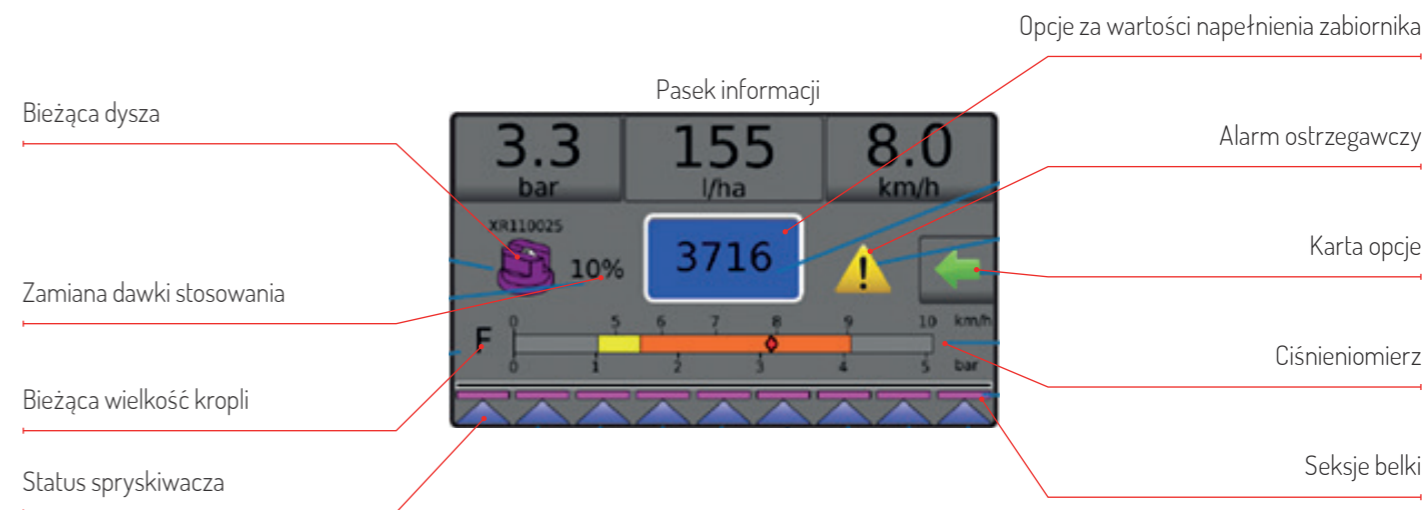 Opcje za wartości napełnienia zabiornika
Pasek informacji
Bieżąca dysza
Alarm ostrzegawczy
3.3 155 8.0
bar l/ha km/h
XR110025
3716
10%
Karta opcje
Zamiana dawki stosowania
0 5 6 7 8 9 10 km/h
F
0 1 2 3 4 5 bar
Ciśnieniomierz
Bieżąca wielkość kropli
Seksje belki
Status spryskiwacza